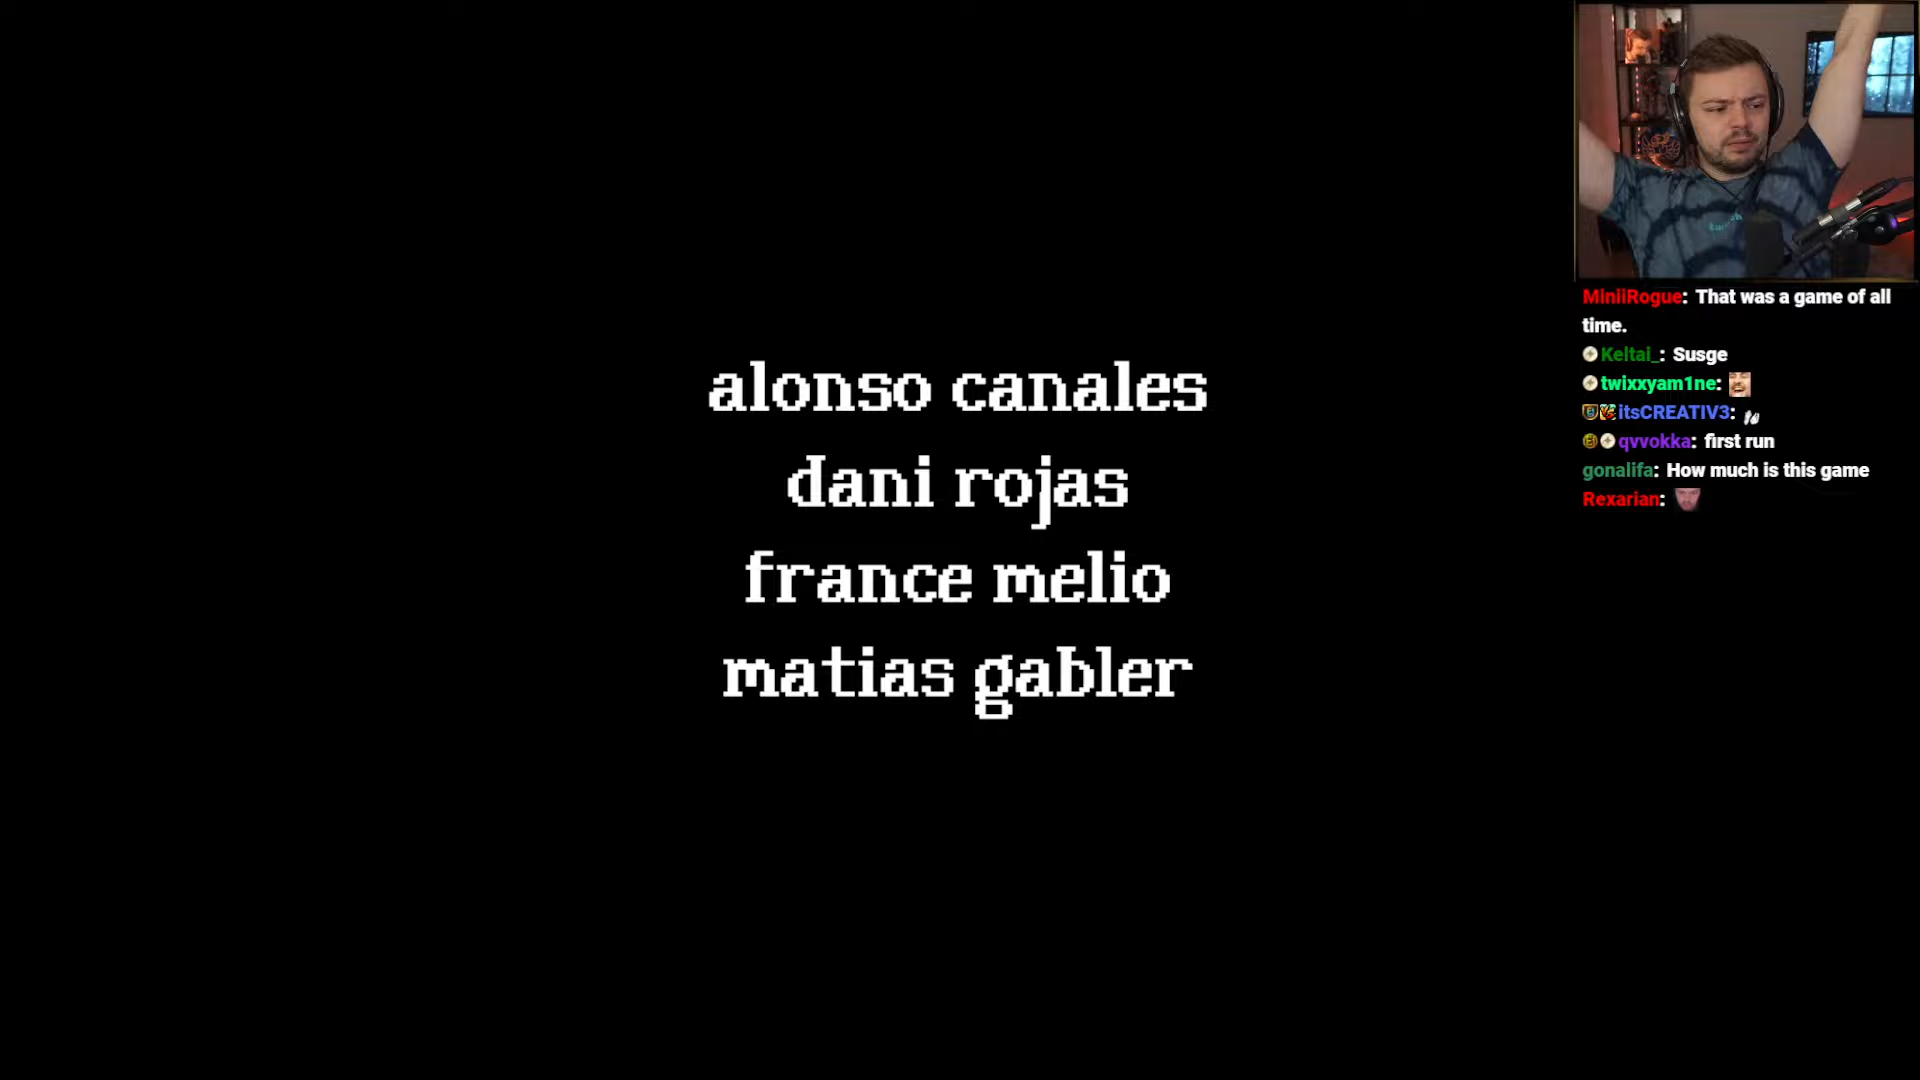 alonso canales
dani rojas
france melio
matias gabler
MiniiRogue: That was a game of all
time.
Keltai_: Susge
twixxyam1ne:
itsCREATIV3:
qvvokka: first run
gonalifa: How much is this game
Rexarian: